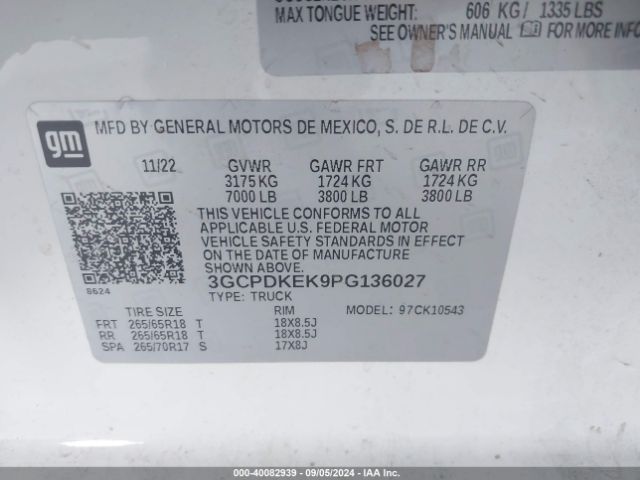 MAX TONGUE WEIGHT: 606 KG/ 1335 LBS
SEE OWNER'S MANUAL FOR MORE INFO
gm
MFD BY GENERAL MOTORS DE MEXICO, S. DE R.L. DE C.V.
11/22 GVWR GAWR FRT GAWR RR
3175 KG 1724 KG 1724 KG
7000 LB 3800 LB 3800 LB
THIS VEHICLE CONFORMS TO ALL
APPLICABLE U.S. FEDERAL MOTOR
VEHICLE SAFETY STANDARDS IN EFFECT
ON THE DATE OF MANUFACTURE
SHOWN ABOVE.
8624
3GCPDKEK9PG136027
TYPE: TRUCK
TIRE SIZE RIM MODEL: 97CK10543
FRT 265/65R18 T 18X8.5J
RR 265/65R18 T 18X8.5J
SPA 265/70R17 S 17X8J
000-40082939 - 09/05/2024 - IAA Inc.